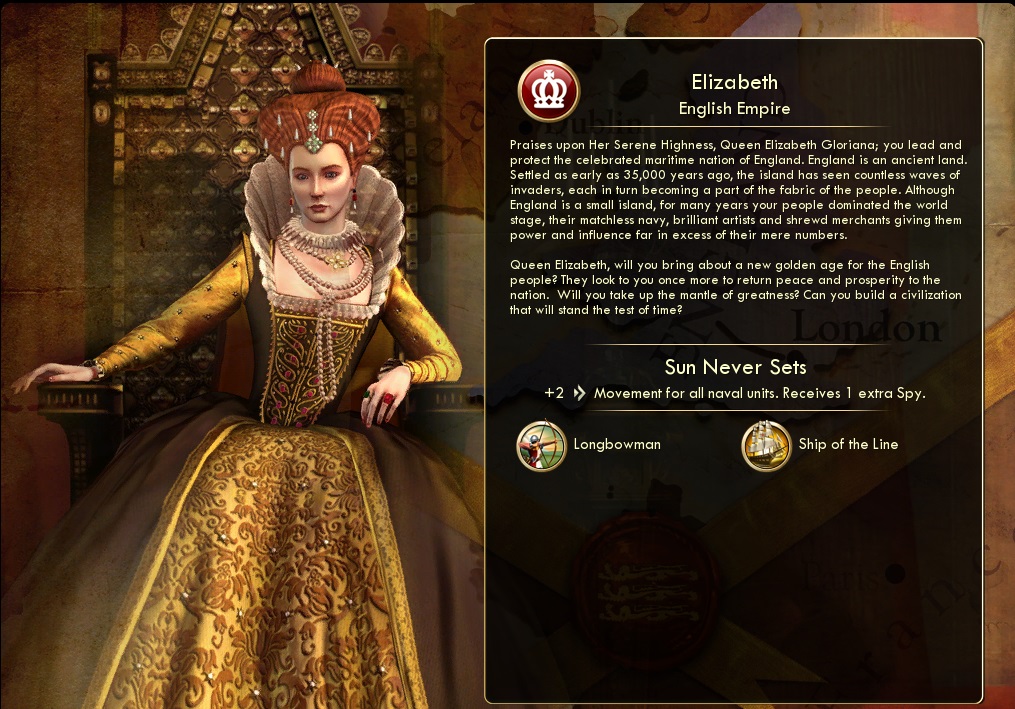 Elizabeth
English Empire
Dublin
Praises upon Her Serene Highness, Queen Elizabeth Gloriana; you lead and
protect the celebrated maritime nation of England. England is an ancient land.
Settled as early as 35,000 years ago, the island has seen countless waves of
invaders, each in turn becoming a part of the fabric of the people. Although
England is a small island, for many years your people dominated the world
stage, their matchless navy, brilliant artists and shrewd merchants giving them
power and influence far in excess of their mere numbers.
Queen Elizabeth, will you bring about a new golden age for the English
people? They look to you once more to return peace and prosperity to the
nation.  Will you take up the mantle of greatness? Can you build a civilization
that will stand the test of time?
London
Sun Never Sets
+2 Movement for all naval units. Receives 1 extra Spy.
Longbowman
Ship of the Line
Paris